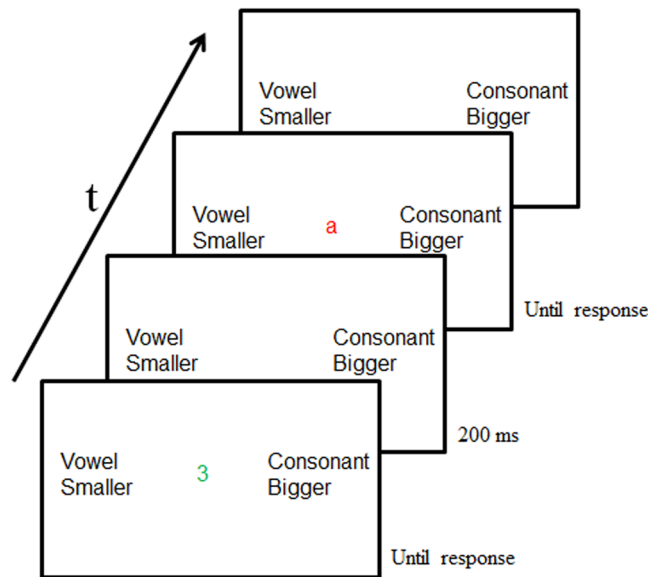 Vowel Consonant
Smaller Bigger
t
Vowel a Consonant
Smaller Bigger
Until response
Vowel Consonant
Smaller Bigger
200 ms
Vowel 3 Consonant
Smaller Bigger
Until response